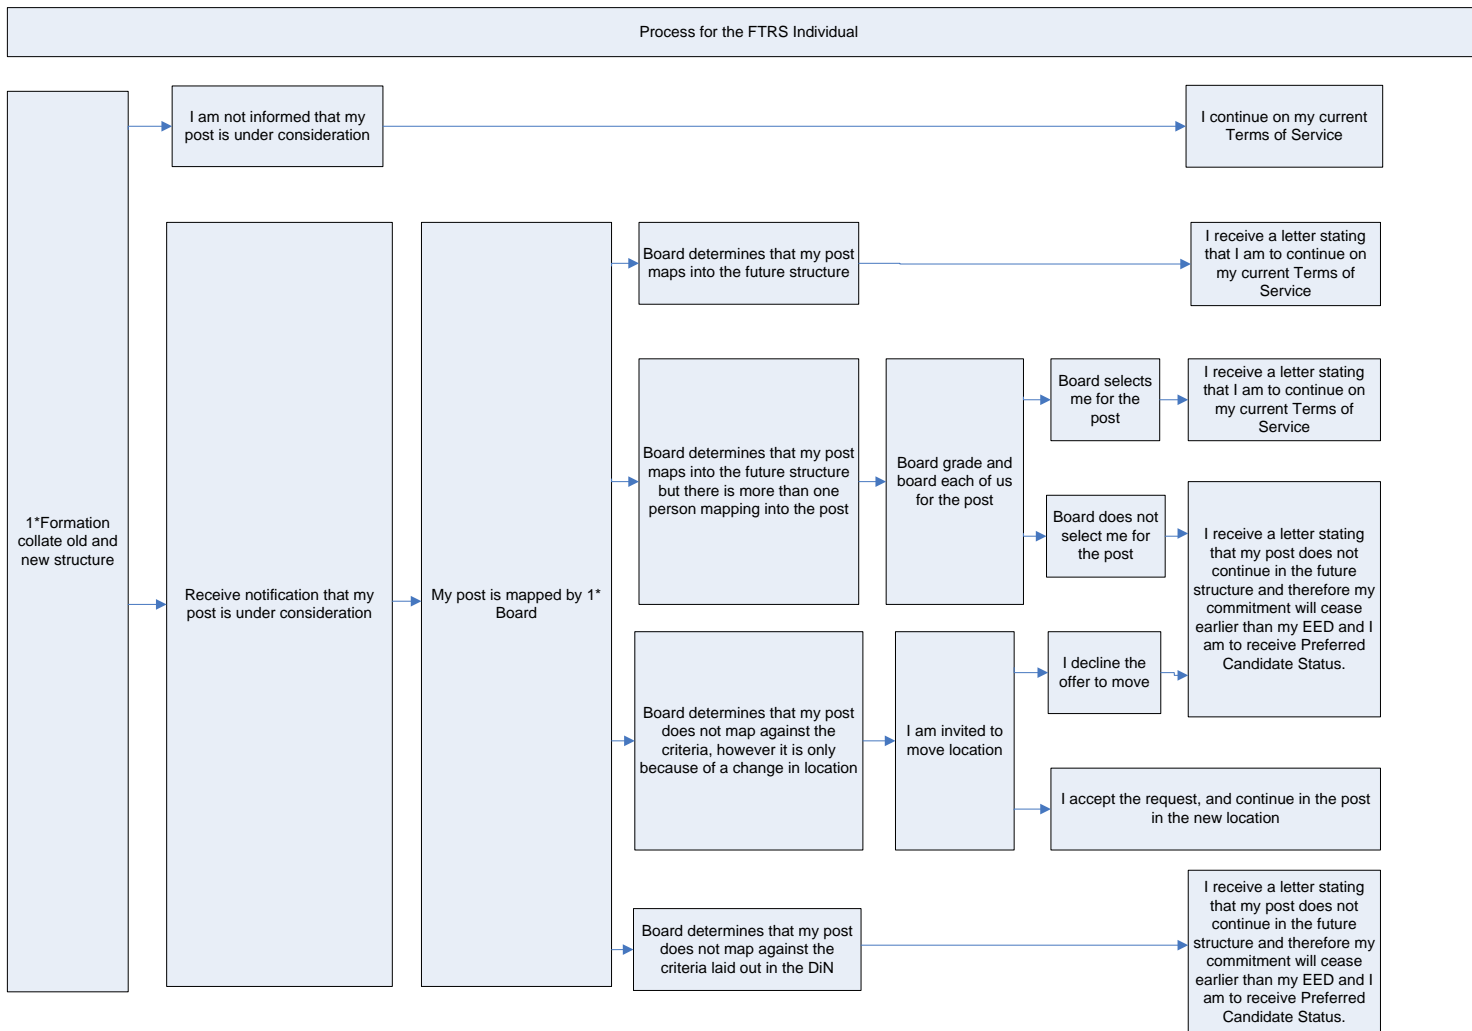 Process for the FTRS Individual
I am not informed that my
post is under consideration
I continue on my current
Terms of Service
1*Formation
collate old and
new structure
Receive notification that my
post is under consideration
My post is mapped by 1*
Board
Board determines that my post
maps into the future structure
I receive a letter stating
that I am to continue on
my current Terms of
Service
Board determines that my post
maps into the future structure
but there is more than one
person mapping into the post
Board grade and
board each of us
for the post
Board selects
me for the
post
I receive a letter stating
that I am to continue on
my current Terms of
Service
Board does not
select me for
the post
I receive a letter stating
that my post does not
continue in the future
structure and therefore my
commitment will cease
earlier than my EED and I
am to receive Preferred
Candidate Status.
Board determines that my post
does not map against the
criteria, however it is only
because of a change in location
I am invited to
move location
I decline the
offer to move
I accept the request, and continue in the post
in the new location
Board determines that my post
does not map against the
criteria laid out in the DiN
I receive a letter stating
that my post does not
continue in the future
structure and therefore my
commitment will cease
earlier than my EED and I
am to receive Preferred
Candidate Status.